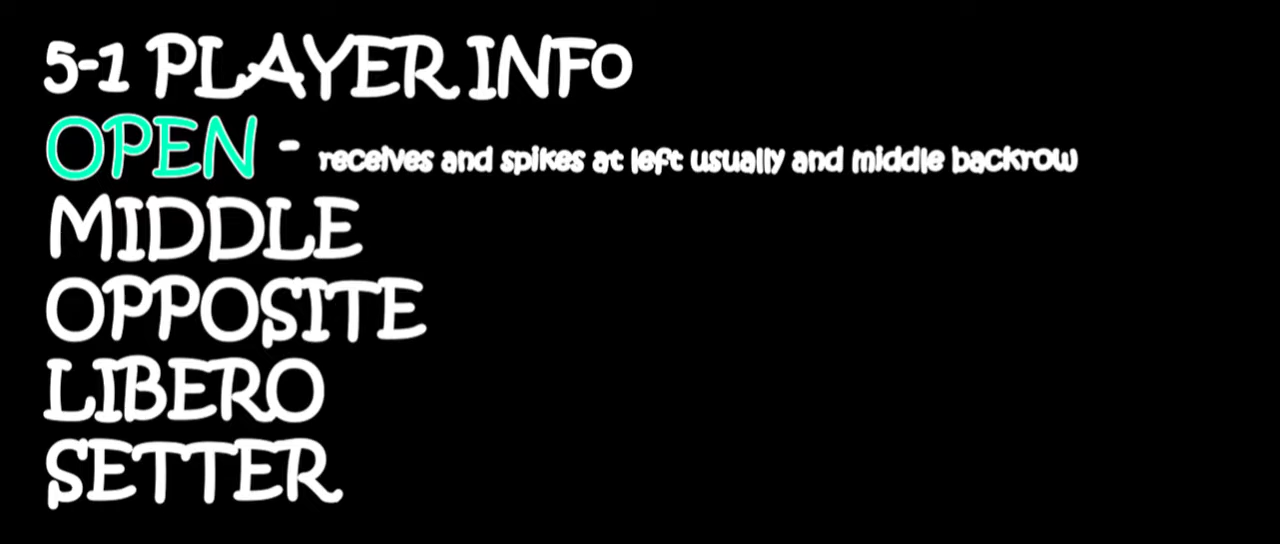 5-1 PLAYER INFO
OPEN - receives and spikes at left usually and middle backrow
MIDDLE
OPPOSITE
LIBERO
SETTER